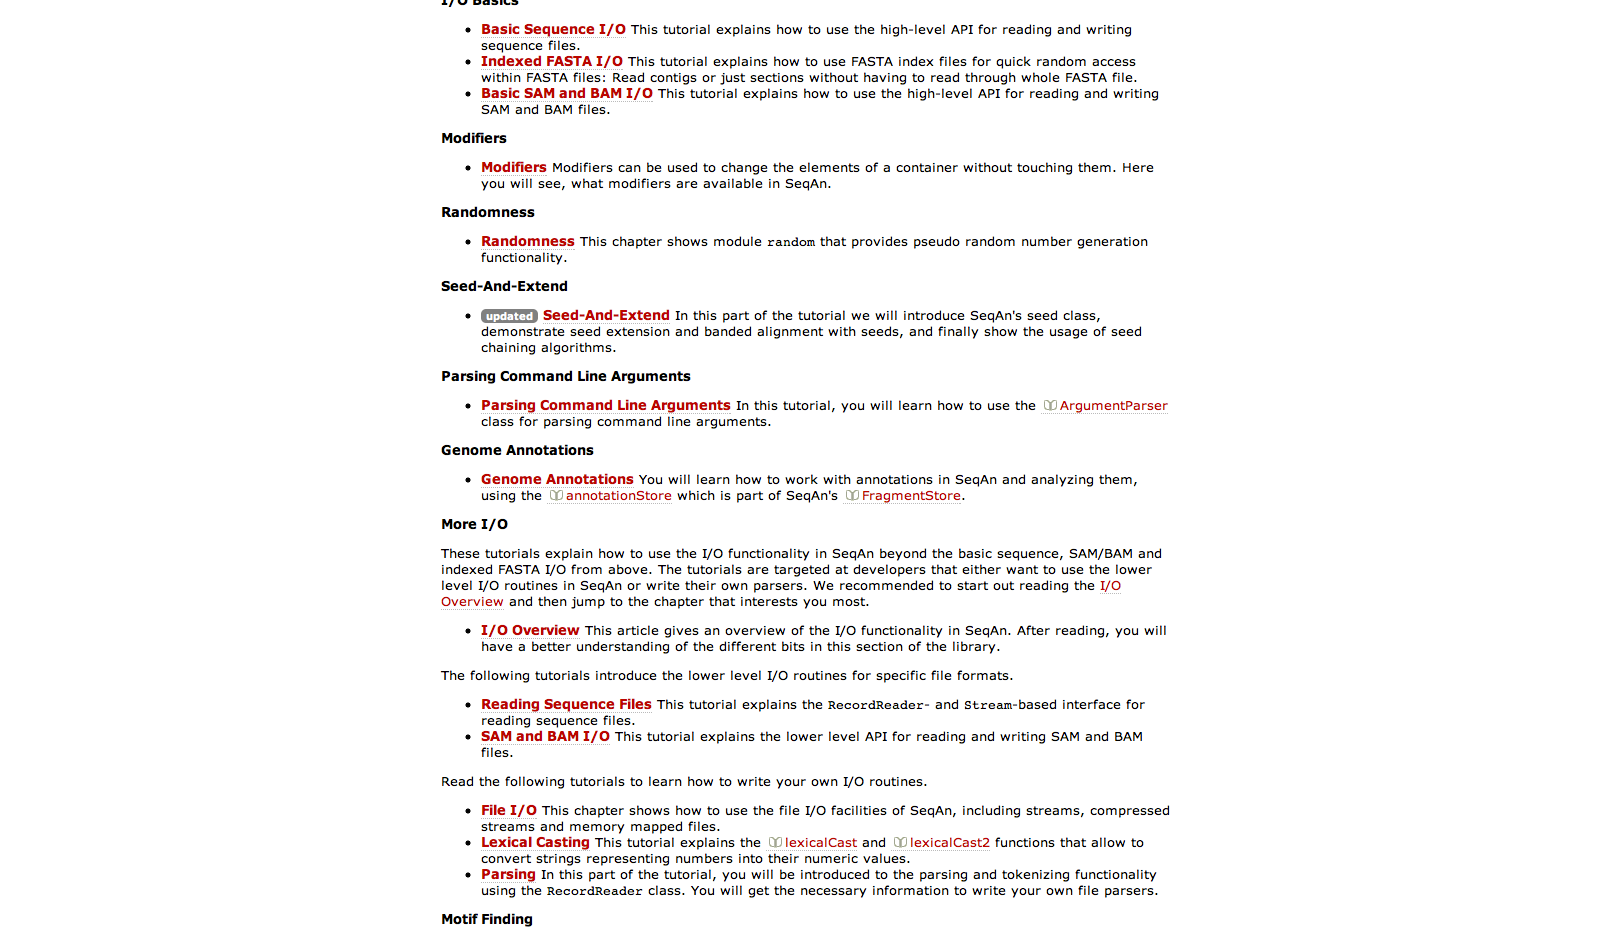 I/O Basics
• Basic Sequence I/O This tutorial explains how to use the high-level API for reading and writing
sequence files.
• Indexed FASTA I/O This tutorial explains how to use FASTA index files for quick random access
within FASTA files: Read contigs or just sections without having to read through whole FASTA file.
• Basic SAM and BAM I/O This tutorial explains how to use the high-level API for reading and writing
SAM and BAM files.
Modifiers
• Modifiers Modifiers can be used to change the elements of a container without touching them. Here
you will see, what modifiers are available in SeqAn.
Randomness
• Randomness This chapter shows module random that provides pseudo random number generation
functionality.
Seed-And-Extend
• updated Seed-And-Extend In this part of the tutorial we will introduce SeqAn's seed class,
demonstrate seed extension and banded alignment with seeds, and finally show the usage of seed
chaining algorithms.
Parsing Command Line Arguments
• Parsing Command Line Arguments In this tutorial, you will learn how to use the ArgumentParser
class for parsing command line arguments.
Genome Annotations
• Genome Annotations You will learn how to work with annotations in SeqAn and analyzing them,
using the annotationStore which is part of SeqAn's FragmentStore.
More I/O
These tutorials explain how to use the I/O functionality in SeqAn beyond the basic sequence, SAM/BAM and
indexed FASTA I/O from above. The tutorials are targeted at developers that either want to use the lower
level I/O routines in SeqAn or write their own parsers. We recommended to start out reading the I/O
Overview and then jump to the chapter that interests you most.
• I/O Overview This article gives an overview of the I/O functionality in SeqAn. After reading, you will
have a better understanding of the different bits in this section of the library.
The following tutorials introduce the lower level I/O routines for specific file formats.
• Reading Sequence Files This tutorial explains the RecordReader- and Stream-based interface for
reading sequence files.
• SAM and BAM I/O This tutorial explains the lower level API for reading and writing SAM and BAM
files.
Read the following tutorials to learn how to write your own I/O routines.
• File I/O This chapter shows how to use the file I/O facilities of SeqAn, including streams, compressed
streams and memory mapped files.
• Lexical Casting This tutorial explains the lexicalCast and lexicalCast2 functions that allow to
convert strings representing numbers into their numeric values.
• Parsing In this part of the tutorial, you will be introduced to the parsing and tokenizing functionality
using the RecordReader class. You will get the necessary information to write your own file parsers.
Motif Finding